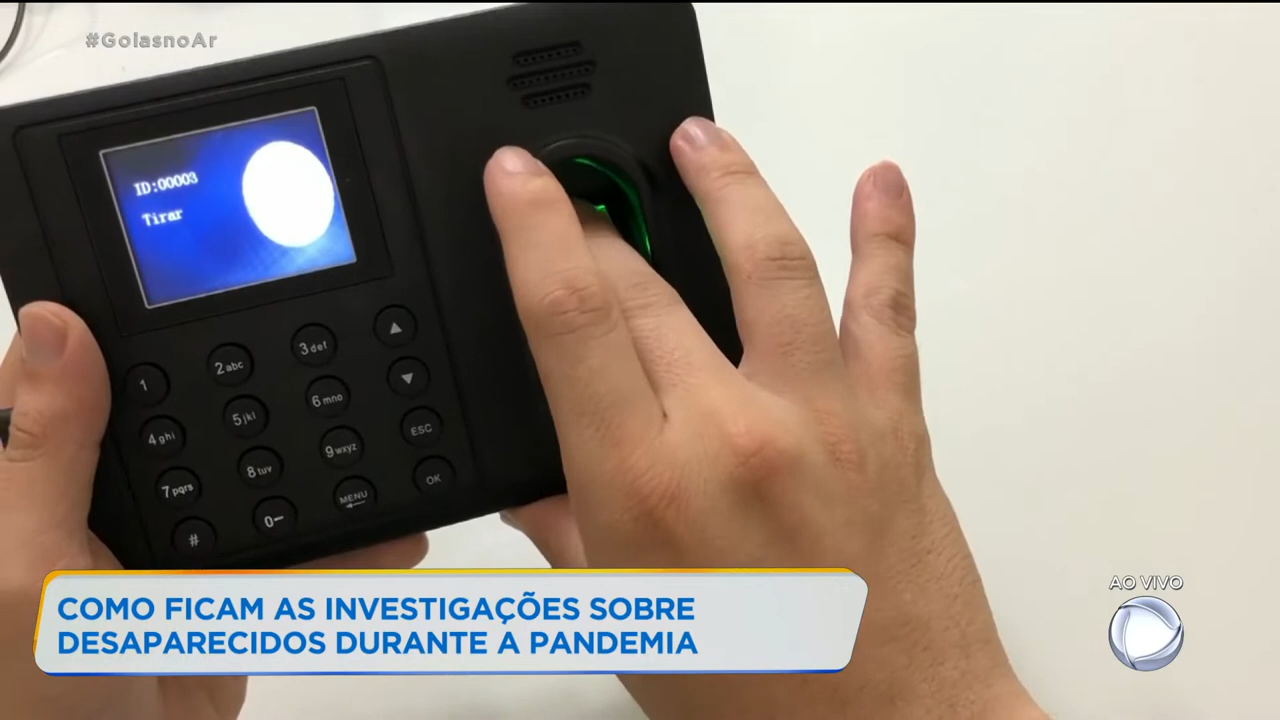 #GoiasnoAr
ID:00003
Tirar
1
2abc
3def
▲
4ghi
5jkl
6mno
▼
7pqrs
8tuv
9wxyz
ESC
#
0
MENU
OK
COMO FICAM AS INVESTIGAÇÕES SOBRE
DESAPARECIDOS DURANTE A PANDEMIA
AO VIVO